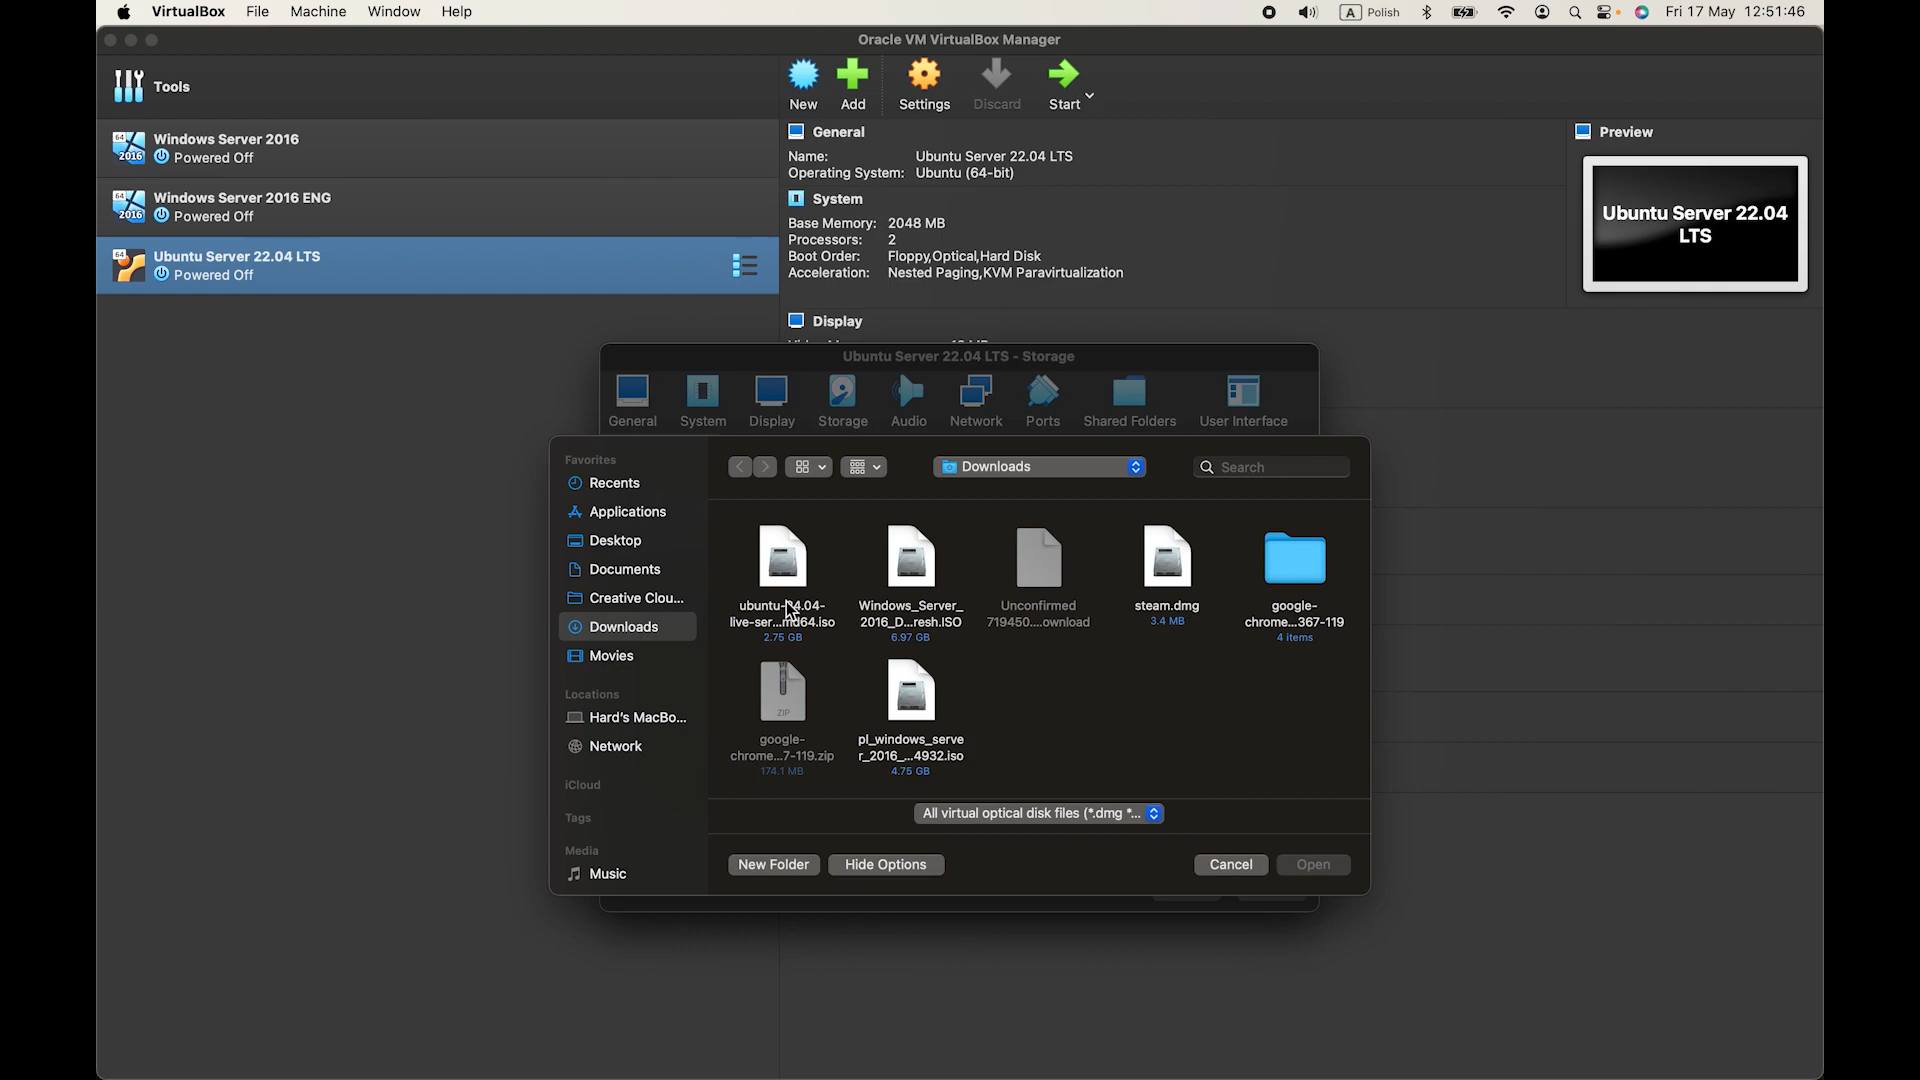 VirtualBox File Machine Window Help
A Polish
Fri 17 May 12:51:46
Oracle VM VirtualBox Manager
Tools
New Add Settings Discard Start
64 2016 Windows Server 2016
Powered Off
64 2016 Windows Server 2016 ENG
Powered Off
64 Ubuntu Server 22.04 LTS
Powered Off
General
Name: Ubuntu Server 22.04 LTS
Operating System: Ubuntu (64-bit)
System
Base Memory: 2048 MB
Processors: 2
Boot Order: Floppy,Optical,Hard Disk
Acceleration: Nested Paging,KVM Paravirtualization
Display
Preview
Ubuntu Server 22.04
LTS
Ubuntu Server 22.04 LTS - Storage
General System Display Storage Audio Network Ports Shared Folders User Interface
Favorites
Recents
Applications
Desktop
Documents
Creative Clou...
Downloads
Movies
Locations
Hard's MacBo...
Network
iCloud
Tags
Media
Music
Downloads
Search
live-ser...md64.iso
2.75 GB
Windows_Server_
2016_D...resh.ISO
6.97 GB
Unconfirmed
719450....ownload
steam.dmg
3.4 MB
google-
chrome...367-119
4 items
ZIP
google-
chrome...7-119.zip
174.1 MB
pl_windows_serve
r_2016_...4932.iso
4.75 GB
All virtual optical disk files (*.dmg *...
New Folder Hide Options Cancel Open